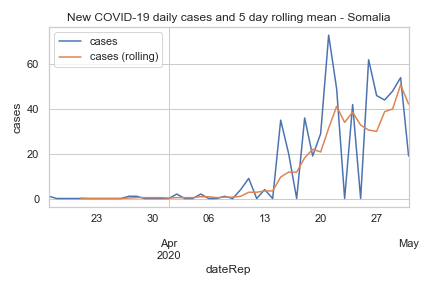 New COVID-19 daily cases and 5 day rolling mean - Somalia
cases
cases (rolling)
cases
60
40
20
0
23
30
06
13
20
27
Apr
2020
May
dateRep